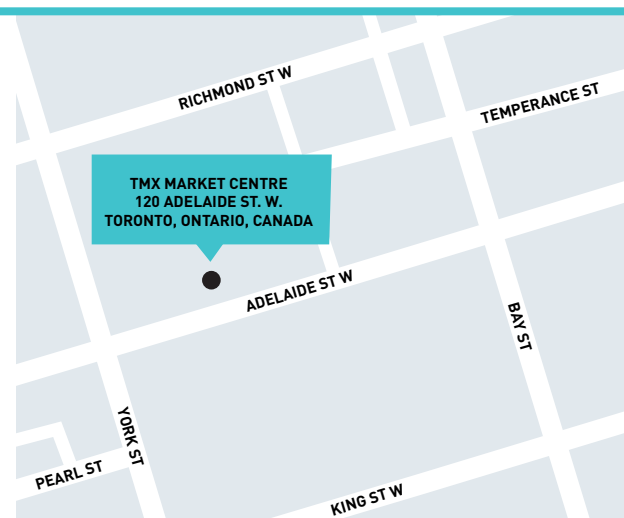 RICHMOND ST W
TEMPERANCE ST
TMX MARKET CENTRE
120 ADELAIDE ST. W.
TORONTO, ONTARIO, CANADA
ADELAIDE ST W
BAY ST
YORK ST
PEARL ST
KING ST W